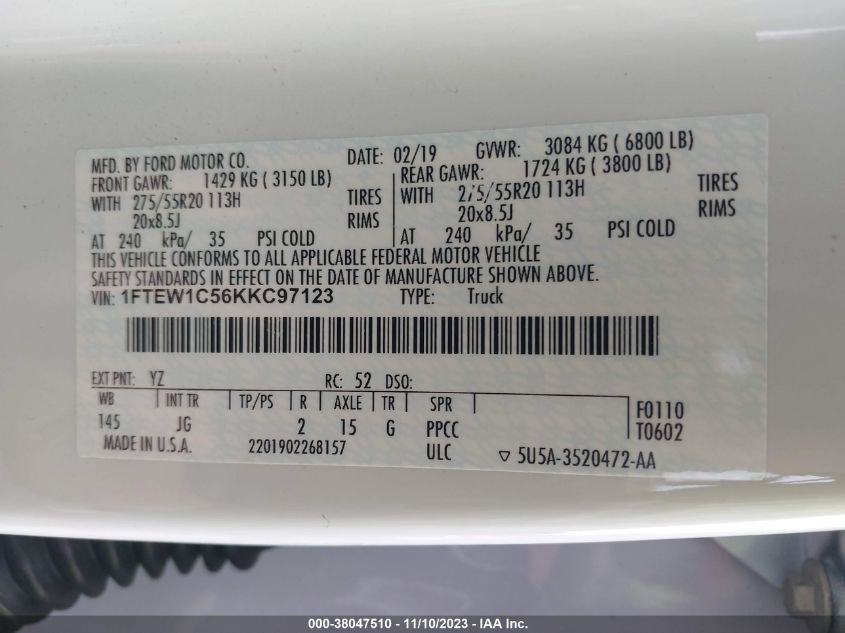 MFD. BY FORD MOTOR CO. DATE: 02/19 GVWR: 3084 KG ( 6800 LB)
FRONT GAWR: 1429 KG ( 3150 LB) REAR GAWR: 1724 KG ( 3800 LB)
WITH 275/55R20 113H TIRES WITH 275/55R20 113H TIRES
20x8.5J RIMS 20x8.5J RIMS
AT 240 kPa/ 35 PSI COLD AT 240 kPa/ 35 PSI COLD
THIS VEHICLE CONFORMS TO ALL APPLICABLE FEDERAL MOTOR VEHICLE
SAFETY STANDARDS IN EFFECT ON THE DATE OF MANUFACTURE SHOWN ABOVE.
VIN: 1FTEW1C56KKC97123 TYPE: Truck
EXT PNT: YZ RC: 52 DSO:
WB INT TR TP/PS R AXLE TR SPR F0110
145 JG 2 15 G PPCC T0602
MADE IN U.S.A. 2201902268157 ULC ▽ 5U5A-3520472-AA
000-38047510 - 11/10/2023 - IAA Inc.